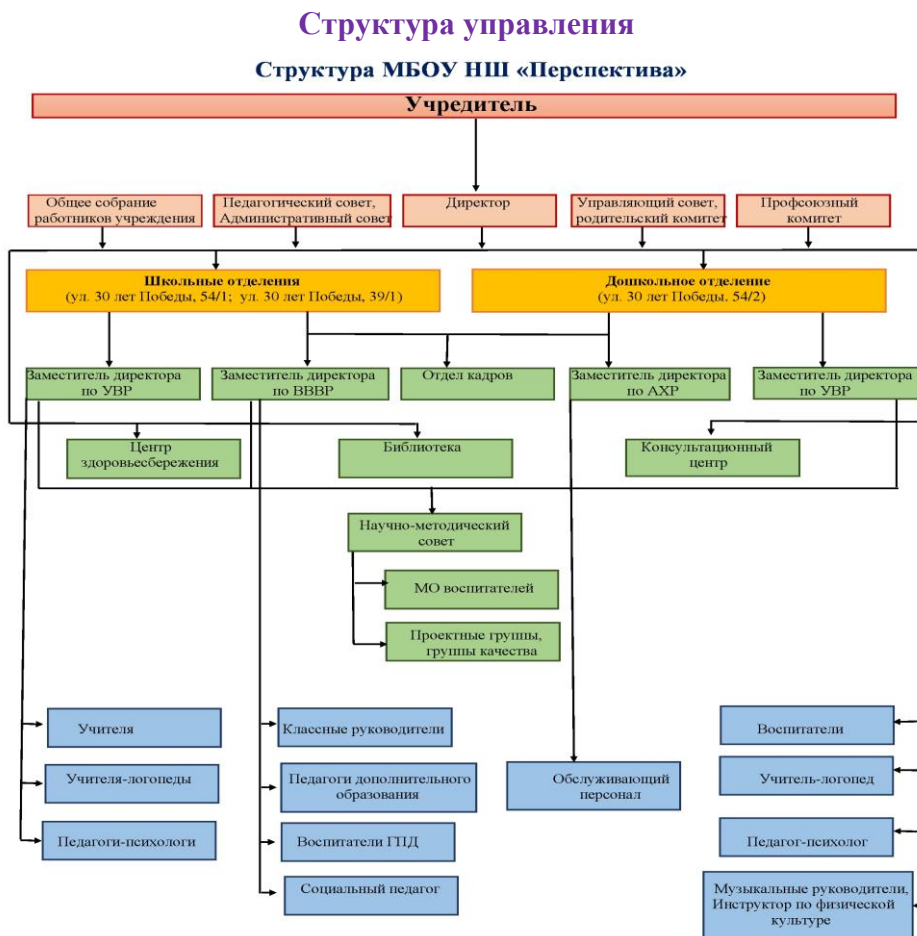 Структура управления
Структура МБОУ НШ «Перспектива»
Учредитель
Общее собрание
работников учреждения
Педагогический совет,
Административный совет
Директор
Управляющий совет,
родительский комитет
Профсоюзный
комитет
Школьные отделения
(ул. 30 лет Победы, 54/1; ул. 30 лет Победы, 39/1)
Дошкольное отделение
(ул. 30 лет Победы. 54/2)
Заместитель директора
по УВР
Заместитель директора
по ВВВР
Отдел кадров
Заместитель директора
по АХР
Заместитель директора
по УВР
Центр
здоровьесбережения
Библиотека
Консультационный
центр
Научно-методический
совет
МО воспитателей
Проектные группы,
группы качества
Учителя
Учителя-логопеды
Педагоги-психологи
Классные руководители
Педагоги дополнительного
образования
Воспитатели ГПД
Социальный педагог
Обслуживающий
персонал
Воспитатели
Учитель-логопед
Педагог-психолог
Музыкальные руководители,
Инструктор по физической
культуре